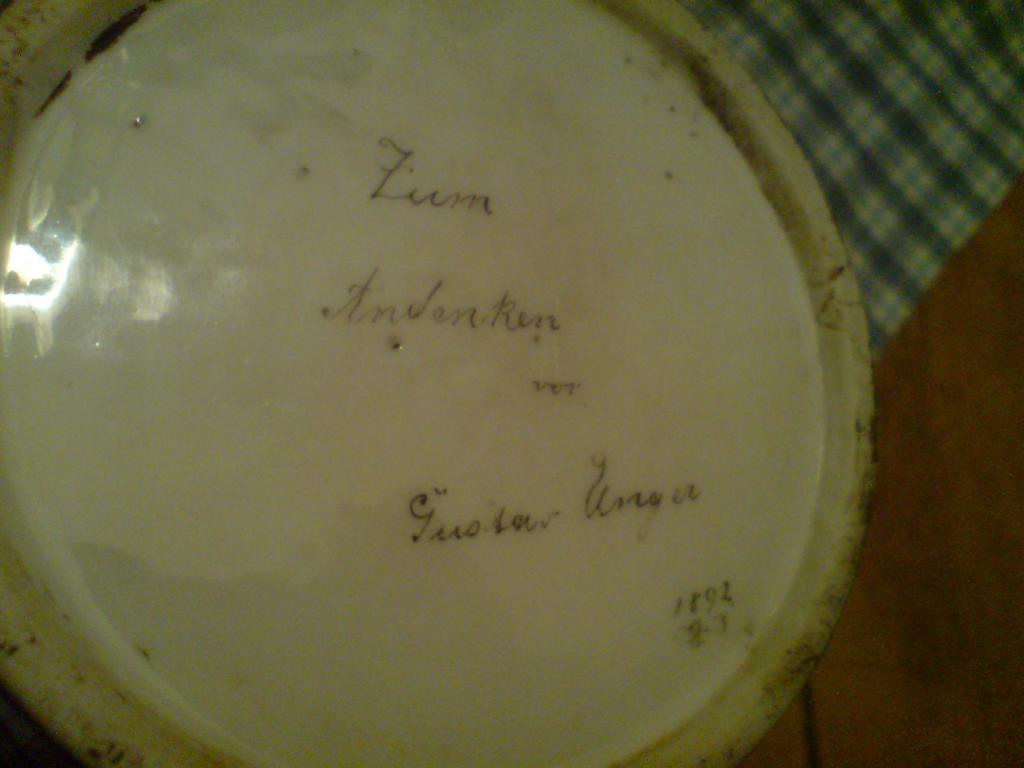 Zum
Andenken
von
Gustav Unger
1892